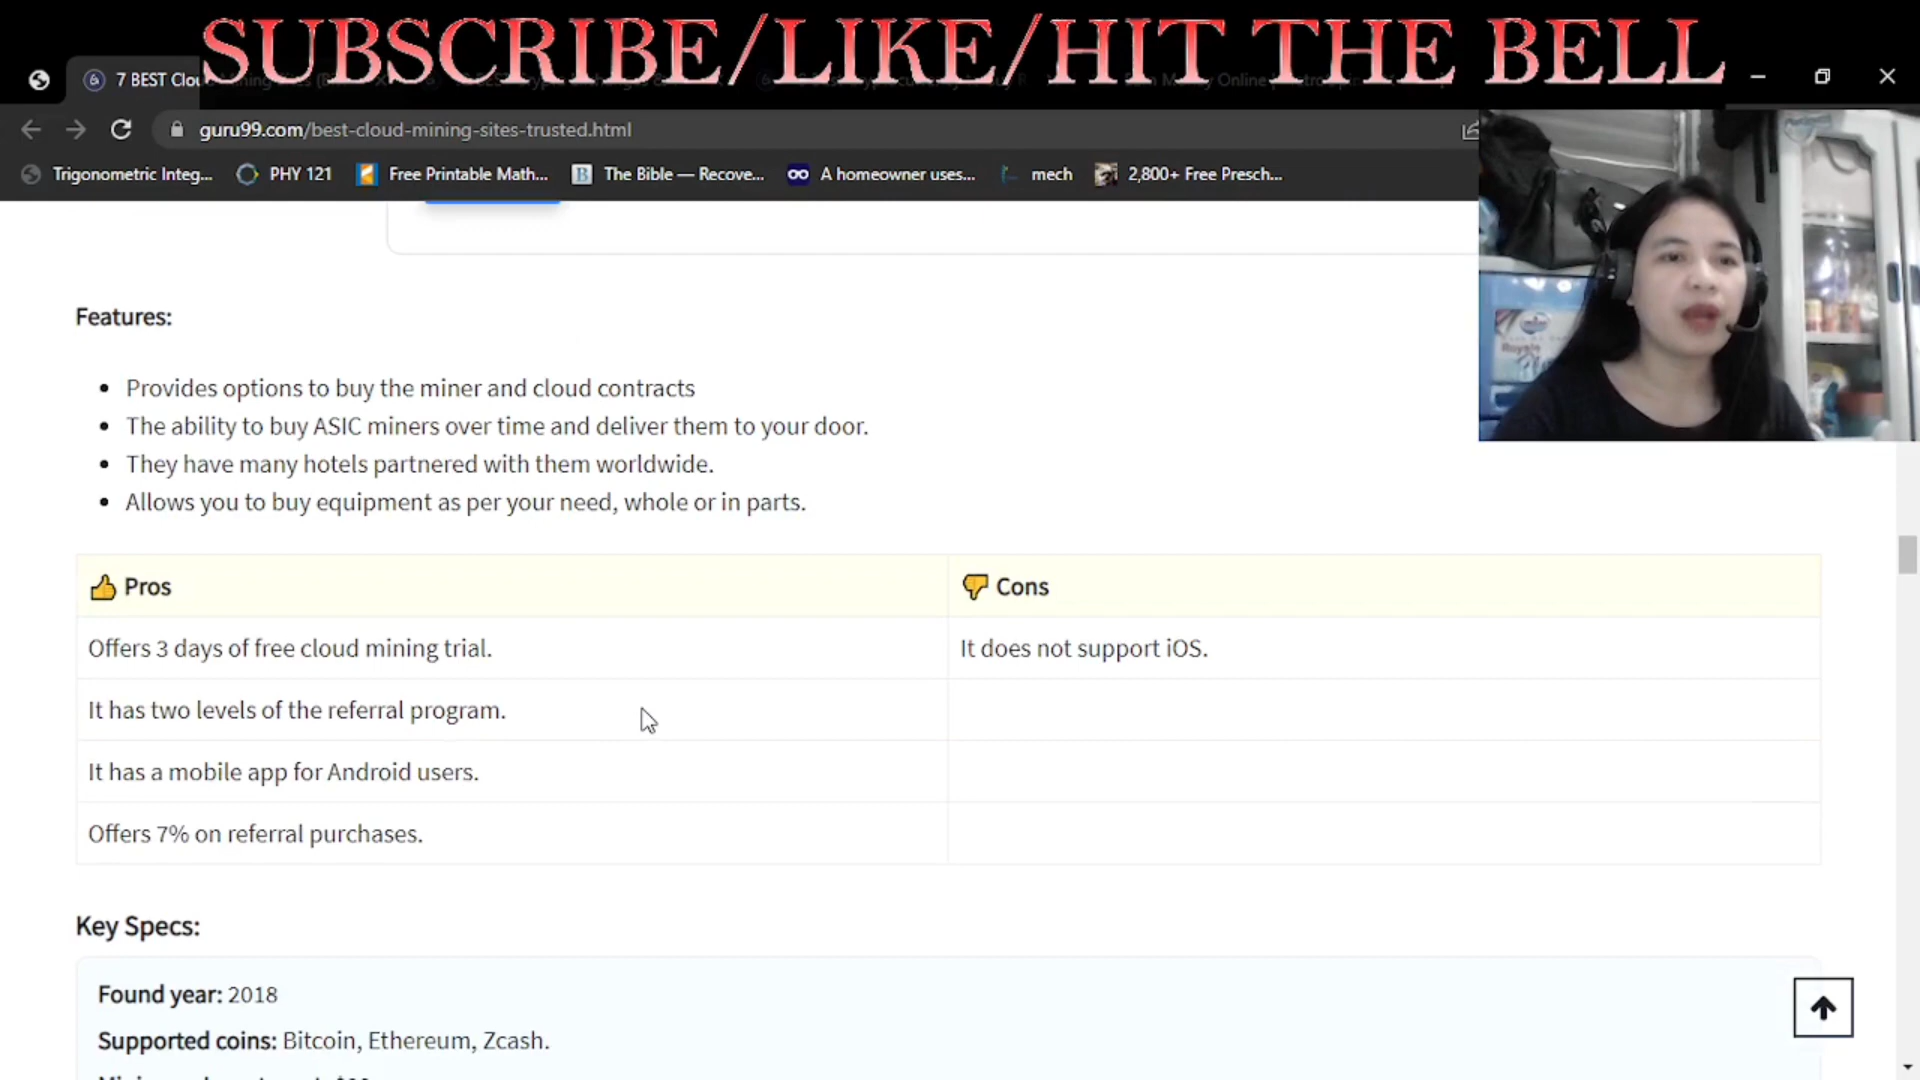 SUBSCRIBE/LIKE/HIT THE BELL
7 BEST Clou
guru99.com/best-cloud-mining-sites-trusted.html
Trigonometric Integ... PHY 121 Free Printable Math... The Bible — Recove... A homeowner uses... mech 2,800+ Free Presch...
Features:
• Provides options to buy the miner and cloud contracts
• The ability to buy ASIC miners over time and deliver them to your door.
• They have many hotels partnered with them worldwide.
• Allows you to buy equipment as per your need, whole or in parts.
Pros Cons
Offers 3 days of free cloud mining trial. It does not support iOS.
It has two levels of the referral program.
It has a mobile app for Android users.
Offers 7% on referral purchases.
Key Specs:
Found year: 2018
Supported coins: Bitcoin, Ethereum, Zcash.